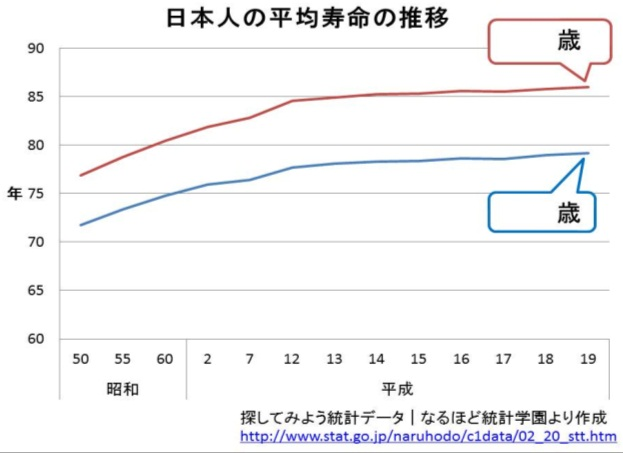 日本人の平均寿命の推移
歳
90
85
80
75
70
65
60
年
歳
50 55 60 2 7 12 13 14 15 16 17 18 19
昭和 平成
探してみよう統計データ|なるほど統計学園より作成
http://www.stat.go.jp/naruhodo/c1data/02_20_stt.htm